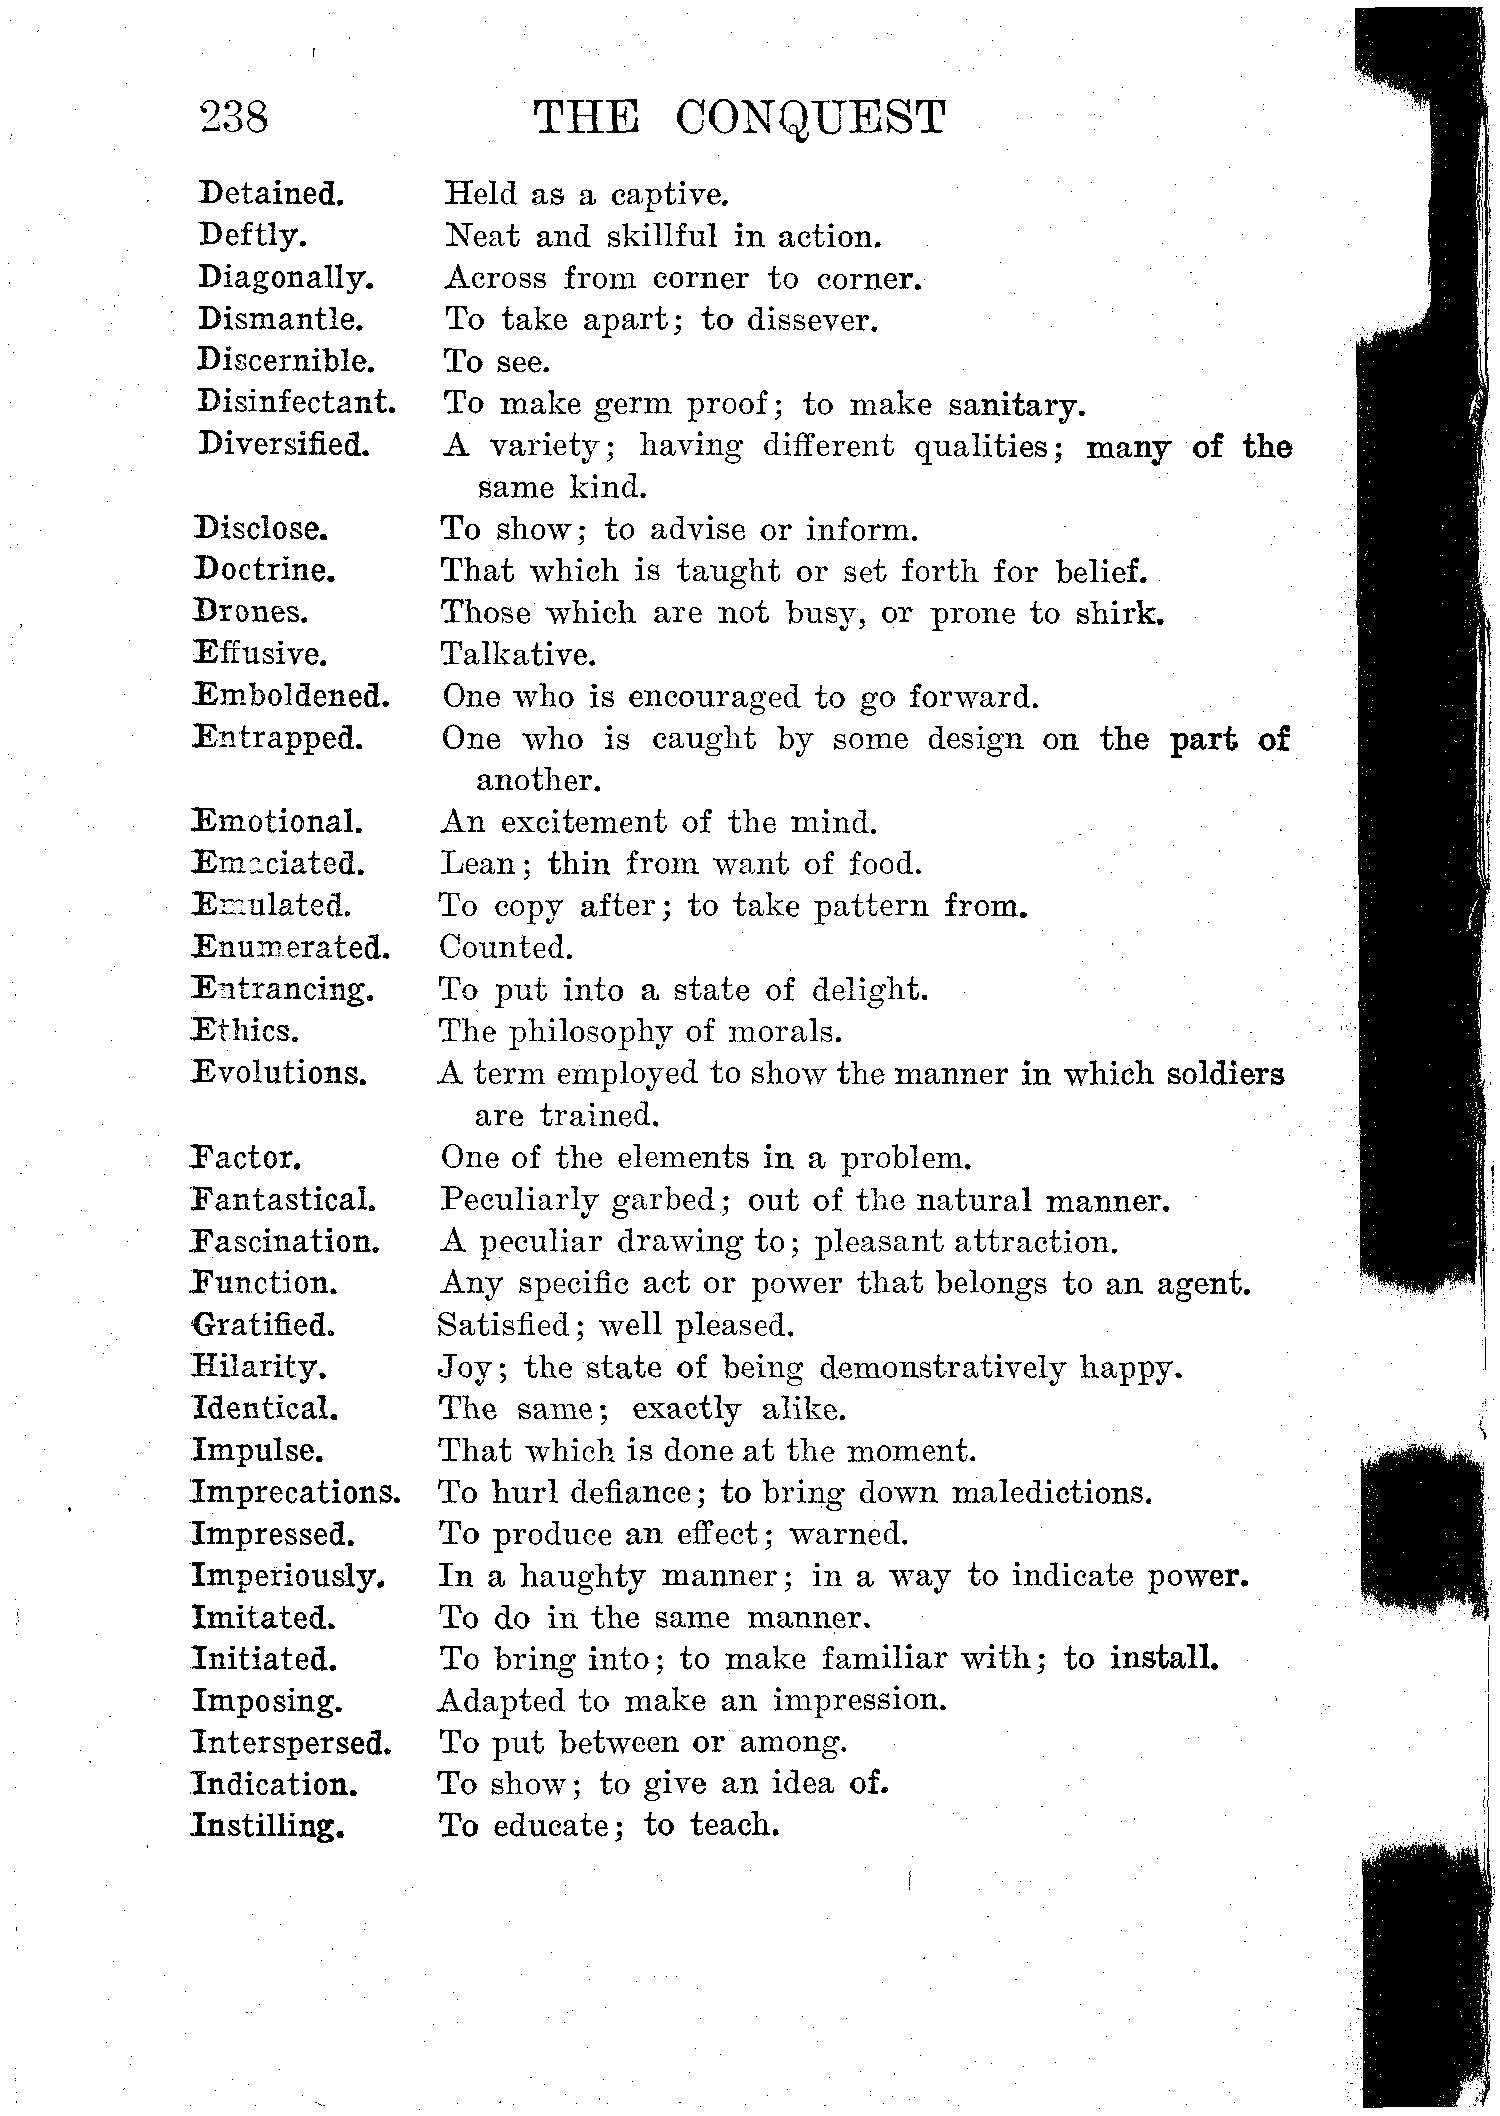 238 THE CONQUEST
Detained. Held as a captive.
Deftly. Neat and skillful in action.
Diagonally. Across from corner to corner.
Dismantle. To take apart; to dissever.
Discernible. To see.
Disinfectant. To make germ proof; to make sanitary.
Diversified. A variety; having different qualities; many of the
same kind.
Disclose. To show; to advise or inform.
Doctrine. That which is taught or set forth for belief.
Drones. Those which are not busy, or prone to shirk.
Effusive. Talkative.
Emboldened. One who is encouraged to go forward.
Entrapped. One who is caught by some design on the part of
another.
Emotional. An excitement of the mind.
Emaciated. Lean; thin from want of food.
Emulated. To copy after; to take pattern from.
Enumerated. Counted.
Entrancing. To put into a state of delight.
Ethics. The philosophy of morals.
Evolutions. A term employed to show the manner in which soldiers
are trained.
Factor. One of the elements in a problem.
Fantastical. Peculiarly garbed; out of the natural manner.
Fascination. A peculiar drawing to; pleasant attraction.
Function. Any specific act or power that belongs to an agent.
Gratified. Satisfied; well pleased.
Hilarity. Joy; the state of being demonstratively happy.
Identical. The same; exactly alike.
Impulse. That which is done at the moment.
Imprecations. To hurl defiance; to bring down maledictions.
Impressed. To produce an effect; warned.
Imperiously. In a haughty manner; in a way to indicate power.
Imitated. To do in the same manner.
Initiated. To bring into; to make familiar with; to install.
Imposing. Adapted to make an impression.
Interspersed. To put between or among.
Indication. To show; to give an idea of.
Instilling. To educate; to teach.